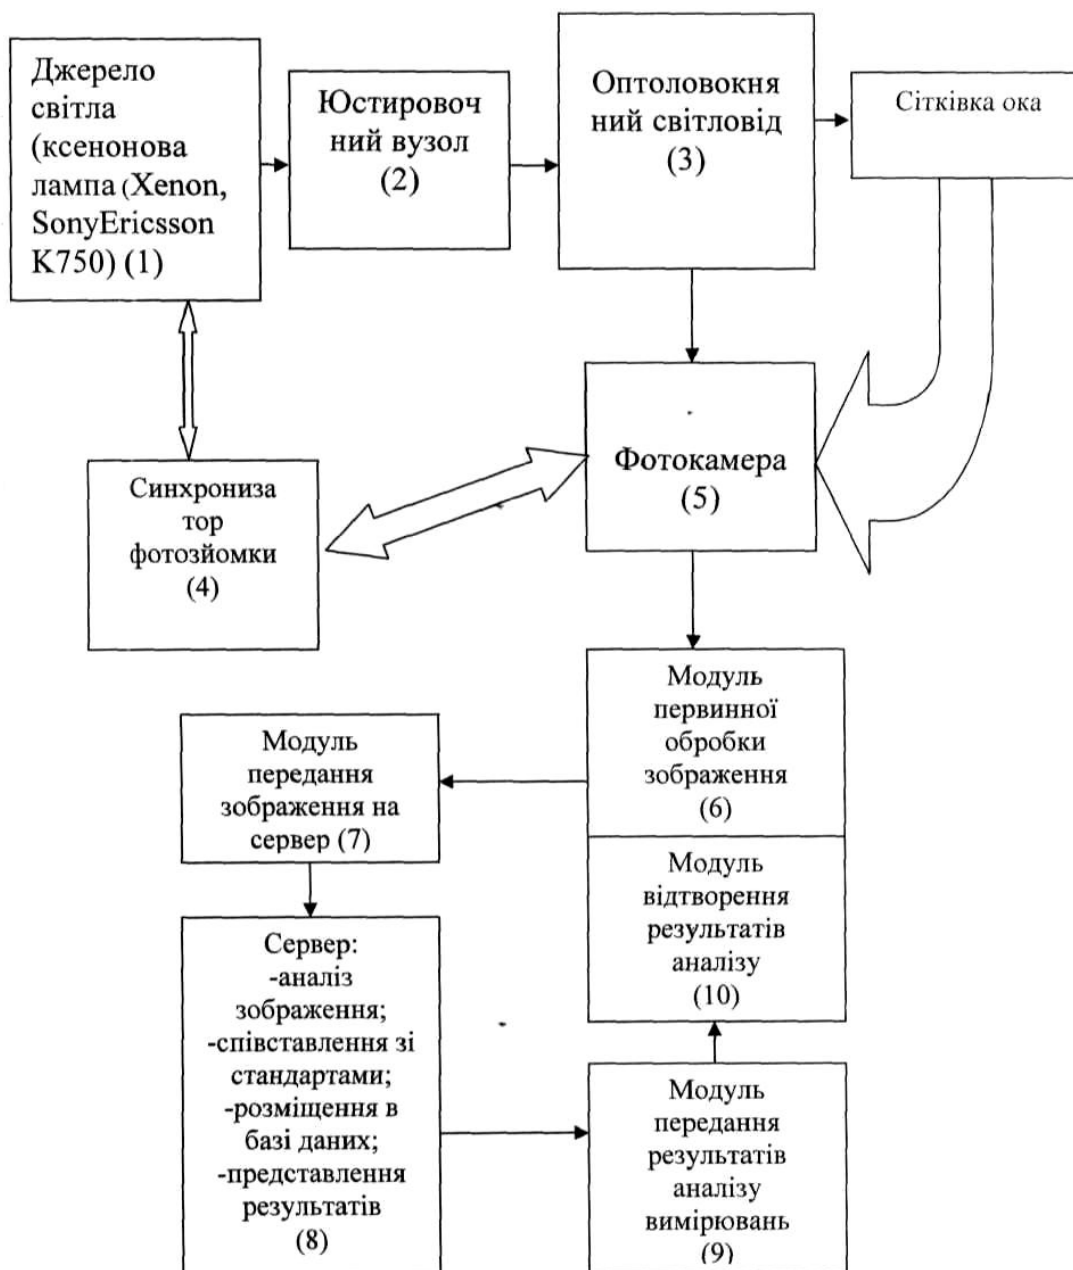 Джерело
світла
(ксенонова
лампа (Xenon,
SonyEricsson
K750) (1)
Юстировоч
ний вузол
(2)
Оптоловокня
ний світловід
(3)
Сітківка ока
Синхрониза
тор
фотозйомки
(4)
Фотокамера
(5)
Модуль
первинної
обробки
зображення
(6)
Модуль
передання
зображення на
сервер (7)
Модуль
відтворення
результатів
аналізу
(10)
Сервер:
-аналіз
зображення;
-співставлення зі
стандартами;
-розміщення в
базі даних;
-представлення
результатів
(8)
Модуль
передання
результатів
аналізу
вимірювань
(9)